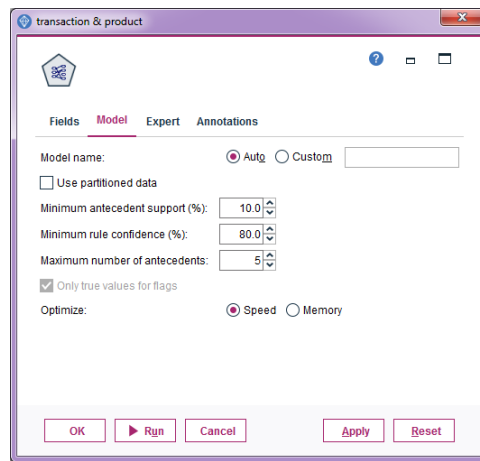 transaction & product
?
Fields Model Expert Annotations
Model name: Auto Custom
Use partitioned data
Minimum antecedent support (%): 10.0
Minimum rule confidence (%): 80.0
Maximum number of antecedents: 5
Only true values for flags
Optimize: Speed Memory
OK Run Cancel Apply Reset